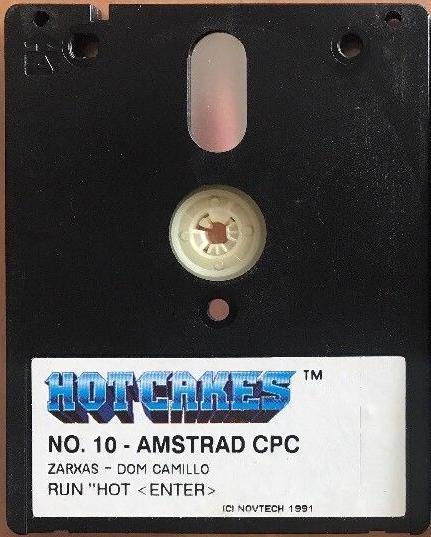 HOT CAKES ™
NO. 10 - AMSTRAD CPC
ZARXAS - DOM CAMILLO
RUN "HOT <ENTER>
(C) NOVTECH 1991